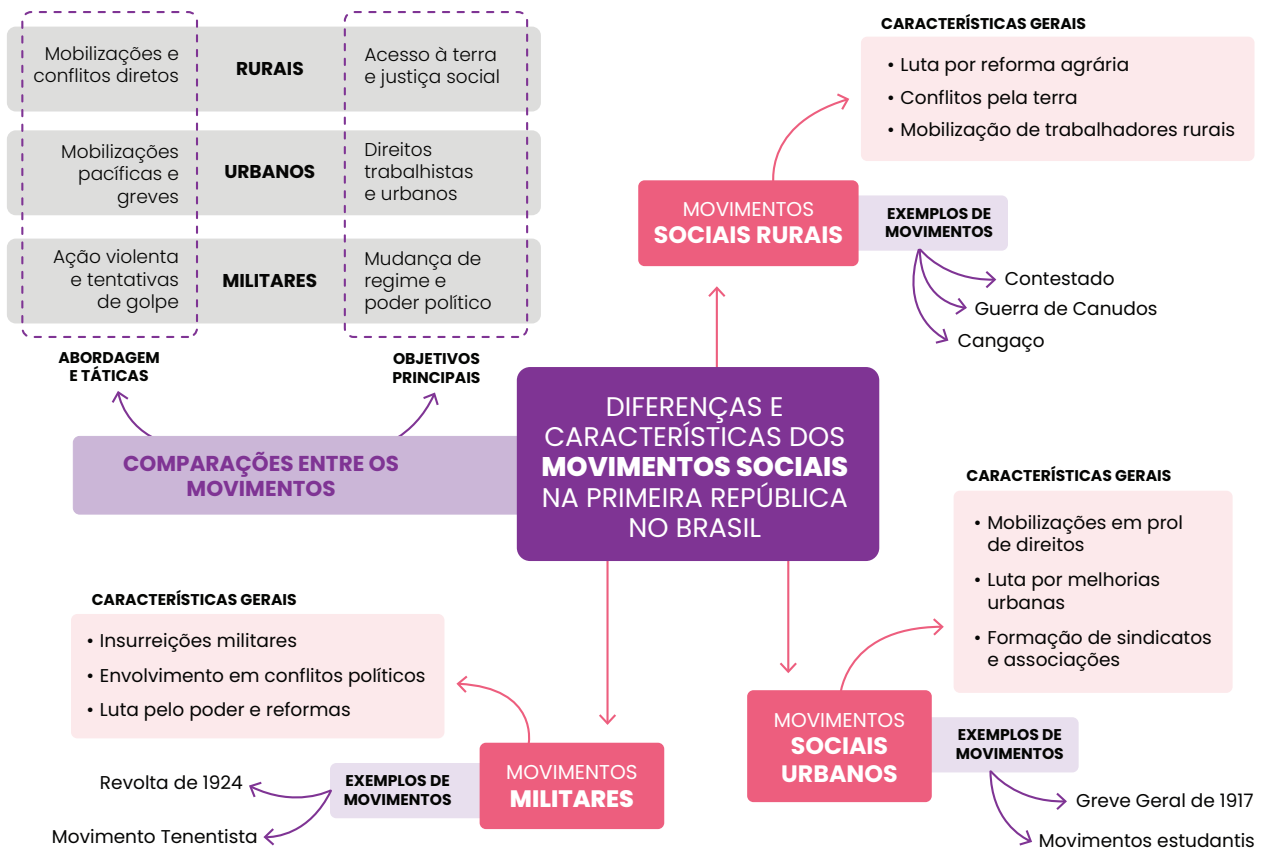 Mobilizações e
conflitos diretos
RURAIS
Acesso à terra
e justiça social
Mobilizações
pacíficas e
greves
URBANOS
Direitos
trabalhistas
e urbanos
Ação violenta
e tentativas
de golpe
MILITARES
Mudança de
regime e
poder político
ABORDAGEM
E TÁTICAS
OBJETIVOS
PRINCIPAIS
COMPARAÇÕES ENTRE OS
MOVIMENTOS
DIFERENÇAS E
CARACTERÍSTICAS DOS
MOVIMENTOS SOCIAIS
NA PRIMEIRA REPÚBLICA
NO BRASIL
CARACTERÍSTICAS GERAIS
• Luta por reforma agrária
• Conflitos pela terra
• Mobilização de trabalhadores rurais
MOVIMENTOS
SOCIAIS RURAIS
EXEMPLOS DE
MOVIMENTOS
Contestado
Guerra de Canudos
Cangaço
CARACTERÍSTICAS GERAIS
• Mobilizações em prol
de direitos
• Luta por melhorias
urbanas
• Formação de sindicatos
e associações
MOVIMENTOS
SOCIAIS
URBANOS
EXEMPLOS DE
MOVIMENTOS
Greve Geral de 1917
Movimentos estudantis
CARACTERÍSTICAS GERAIS
• Insurreições militares
• Envolvimento em conflitos políticos
• Luta pelo poder e reformas
MOVIMENTOS
MILITARES
EXEMPLOS DE
MOVIMENTOS
Revolta de 1924
Movimento Tenentista